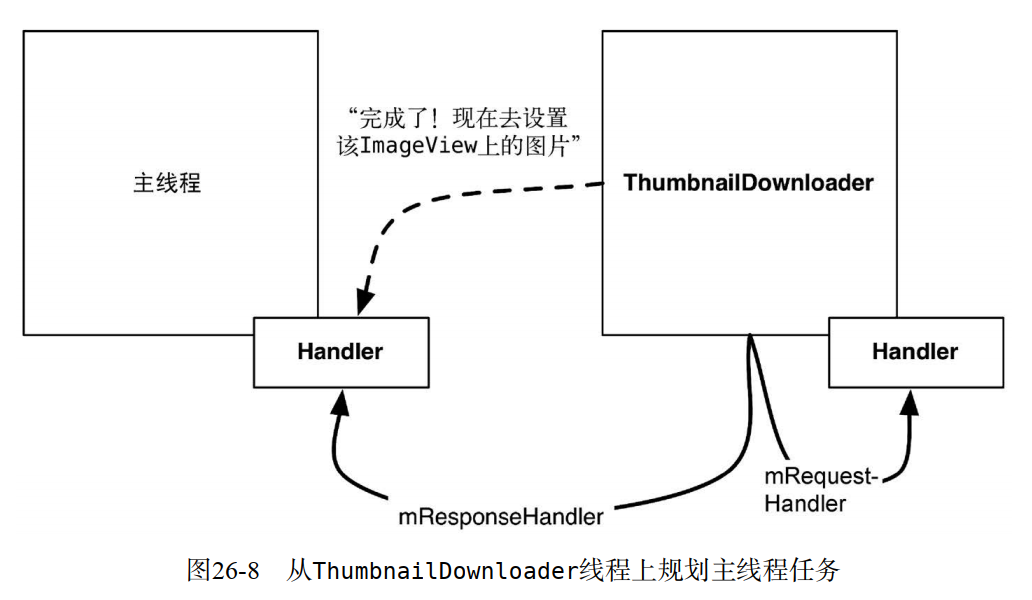 “完成了！现在去设置
该ImageView上的图片”
主线程
ThumbnailDownloader
Handler
Handler
mRequest-
Handler
mResponseHandler
图26-8 从ThumbnailDownloader线程上规划主线程任务